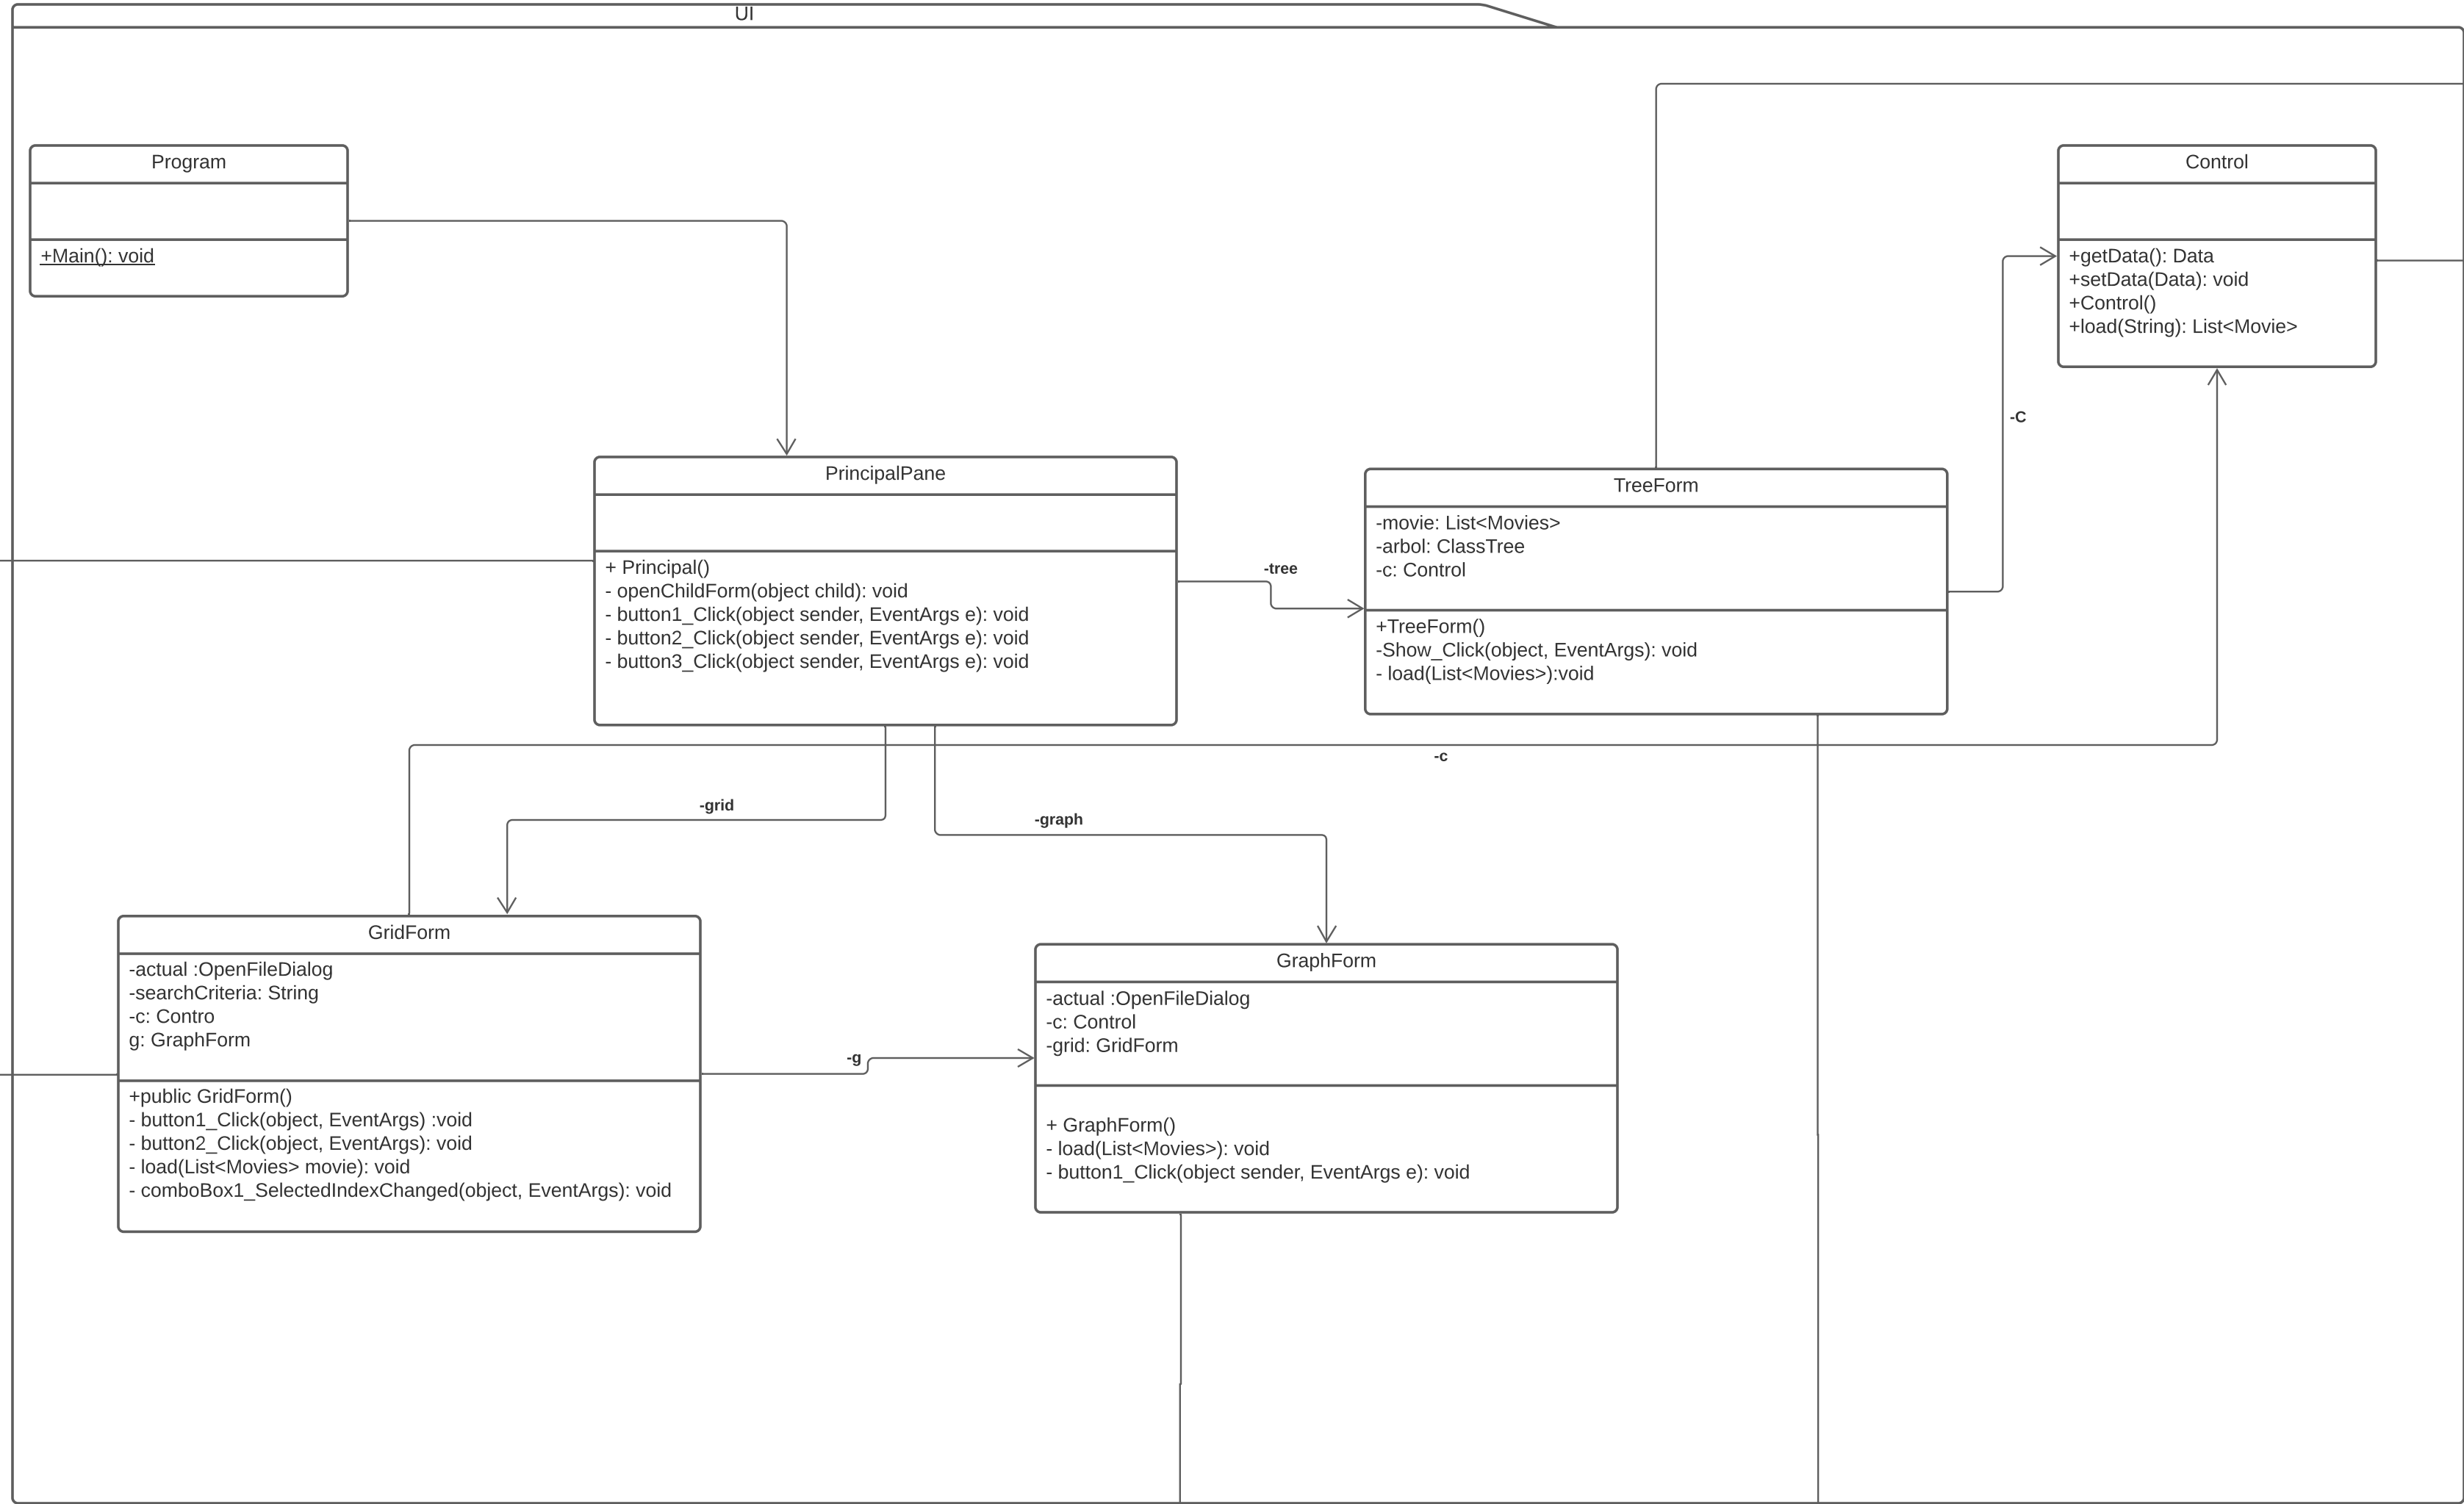 UI
Program
+Main(): void
Control
+getData(): Data
+setData(Data): void
+Control()
+load(String): List<Movie>
-C
PrincipalPane
+ Principal()
- openChildForm(object child): void
- button1_Click(object sender, EventArgs e): void
- button2_Click(object sender, EventArgs e): void
- button3_Click(object sender, EventArgs e): void
-tree
TreeForm
-movie: List<Movies>
-arbol: ClassTree
-c: Control
+TreeForm()
-Show_Click(object, EventArgs): void
- load(List<Movies>):void
-c
-grid
-graph
GridForm
-actual :OpenFileDialog
-searchCriteria: String
-c: Contro
g: GraphForm
+public GridForm()
- button1_Click(object, EventArgs) :void
- button2_Click(object, EventArgs): void
- load(List<Movies> movie): void
- comboBox1_SelectedIndexChanged(object, EventArgs): void
-g
GraphForm
-actual :OpenFileDialog
-c: Control
-grid: GridForm
+ GraphForm()
- load(List<Movies>): void
- button1_Click(object sender, EventArgs e): void